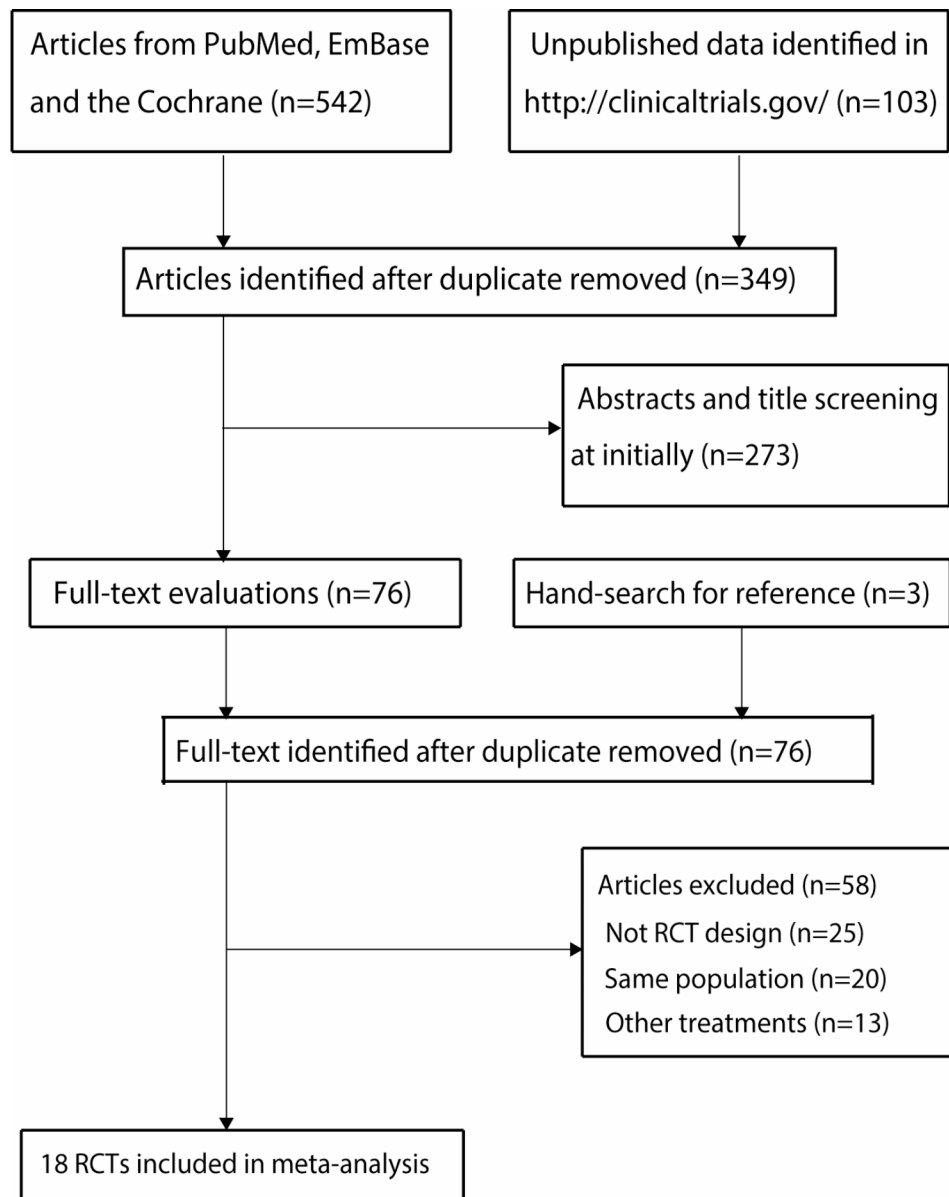 Articles from PubMed, EmBase
and the Cochrane (n=542)
Unpublished data identified in
http://clinicaltrials.gov/ (n=103)
Articles identified after duplicate removed (n=349)
Abstracts and title screening
at initially (n=273)
Full-text evaluations (n=76)
Hand-search for reference (n=3)
Full-text identified after duplicate removed (n=76)
Articles excluded (n=58)
Not RCT design (n=25)
Same population (n=20)
Other treatments (n=13)
18 RCTs included in meta-analysis